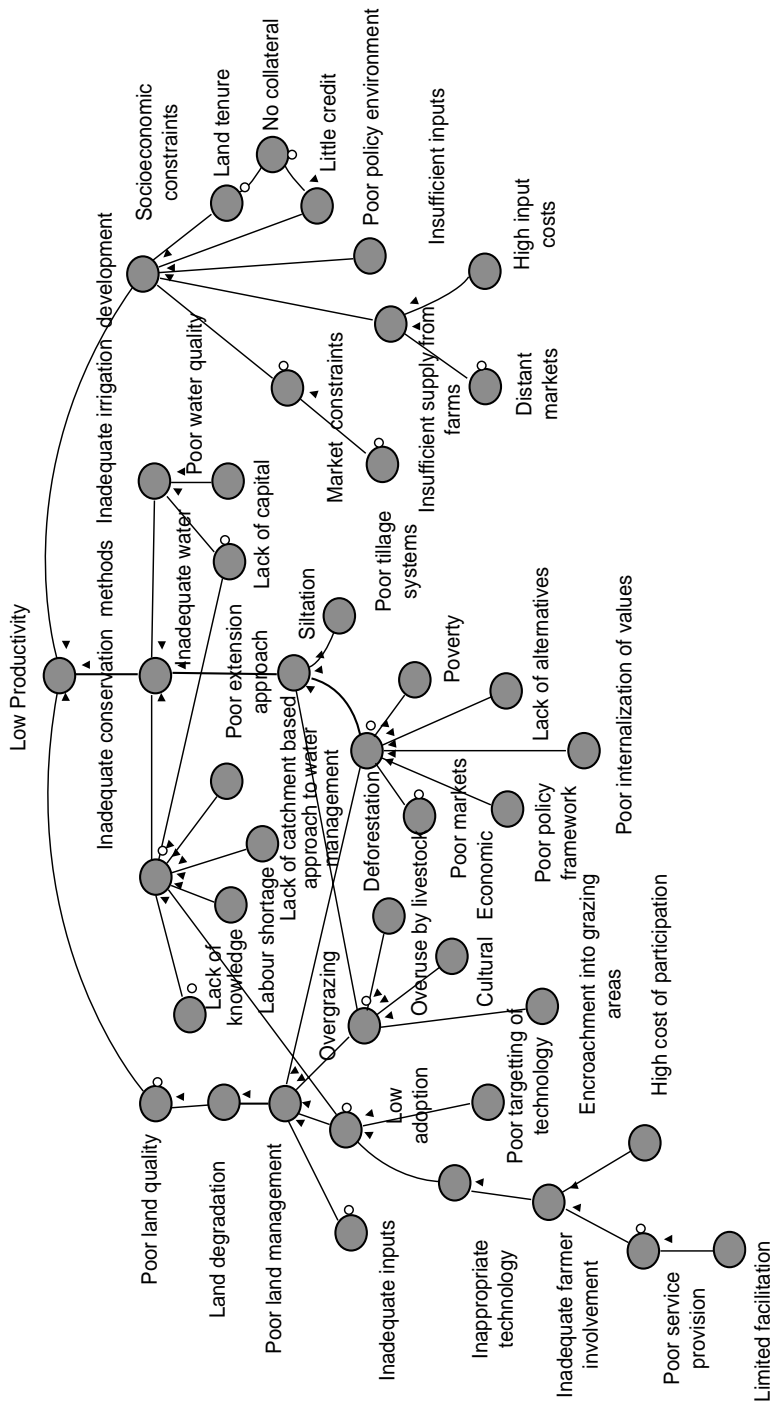 Low Productivity
Inadequate conservation methods
Inadequate irrigation development
Poor land quality
Socioeconomic
constraints
Inadequate water
Poor water quality
Land degradation
Lack of
knowledge
Land tenure
Poor extension
approach
Lack of capital
Labour shortage
No collateral
Poor land management
Lack of catchment based
approach to water
management
Siltation
Overgrazing
Little credit
Market constraints
Deforestation
Poor policy environment
Inadequate inputs
Poor tillage
systems
Low
adoption
Overuse by livestock
Insufficient supply from
farms
Insufficient inputs
Poverty
Poor markets
Inappropriate
technology
Cultural
Economic
Poor targetting of
technology
High input
costs
Distant
markets
Lack of alternatives
Poor policy
framework
Inadequate farmer
involvement
Encroachment into grazing
areas
Poor internalization of values
High cost of participation
Poor service
provision
Limited facilitation